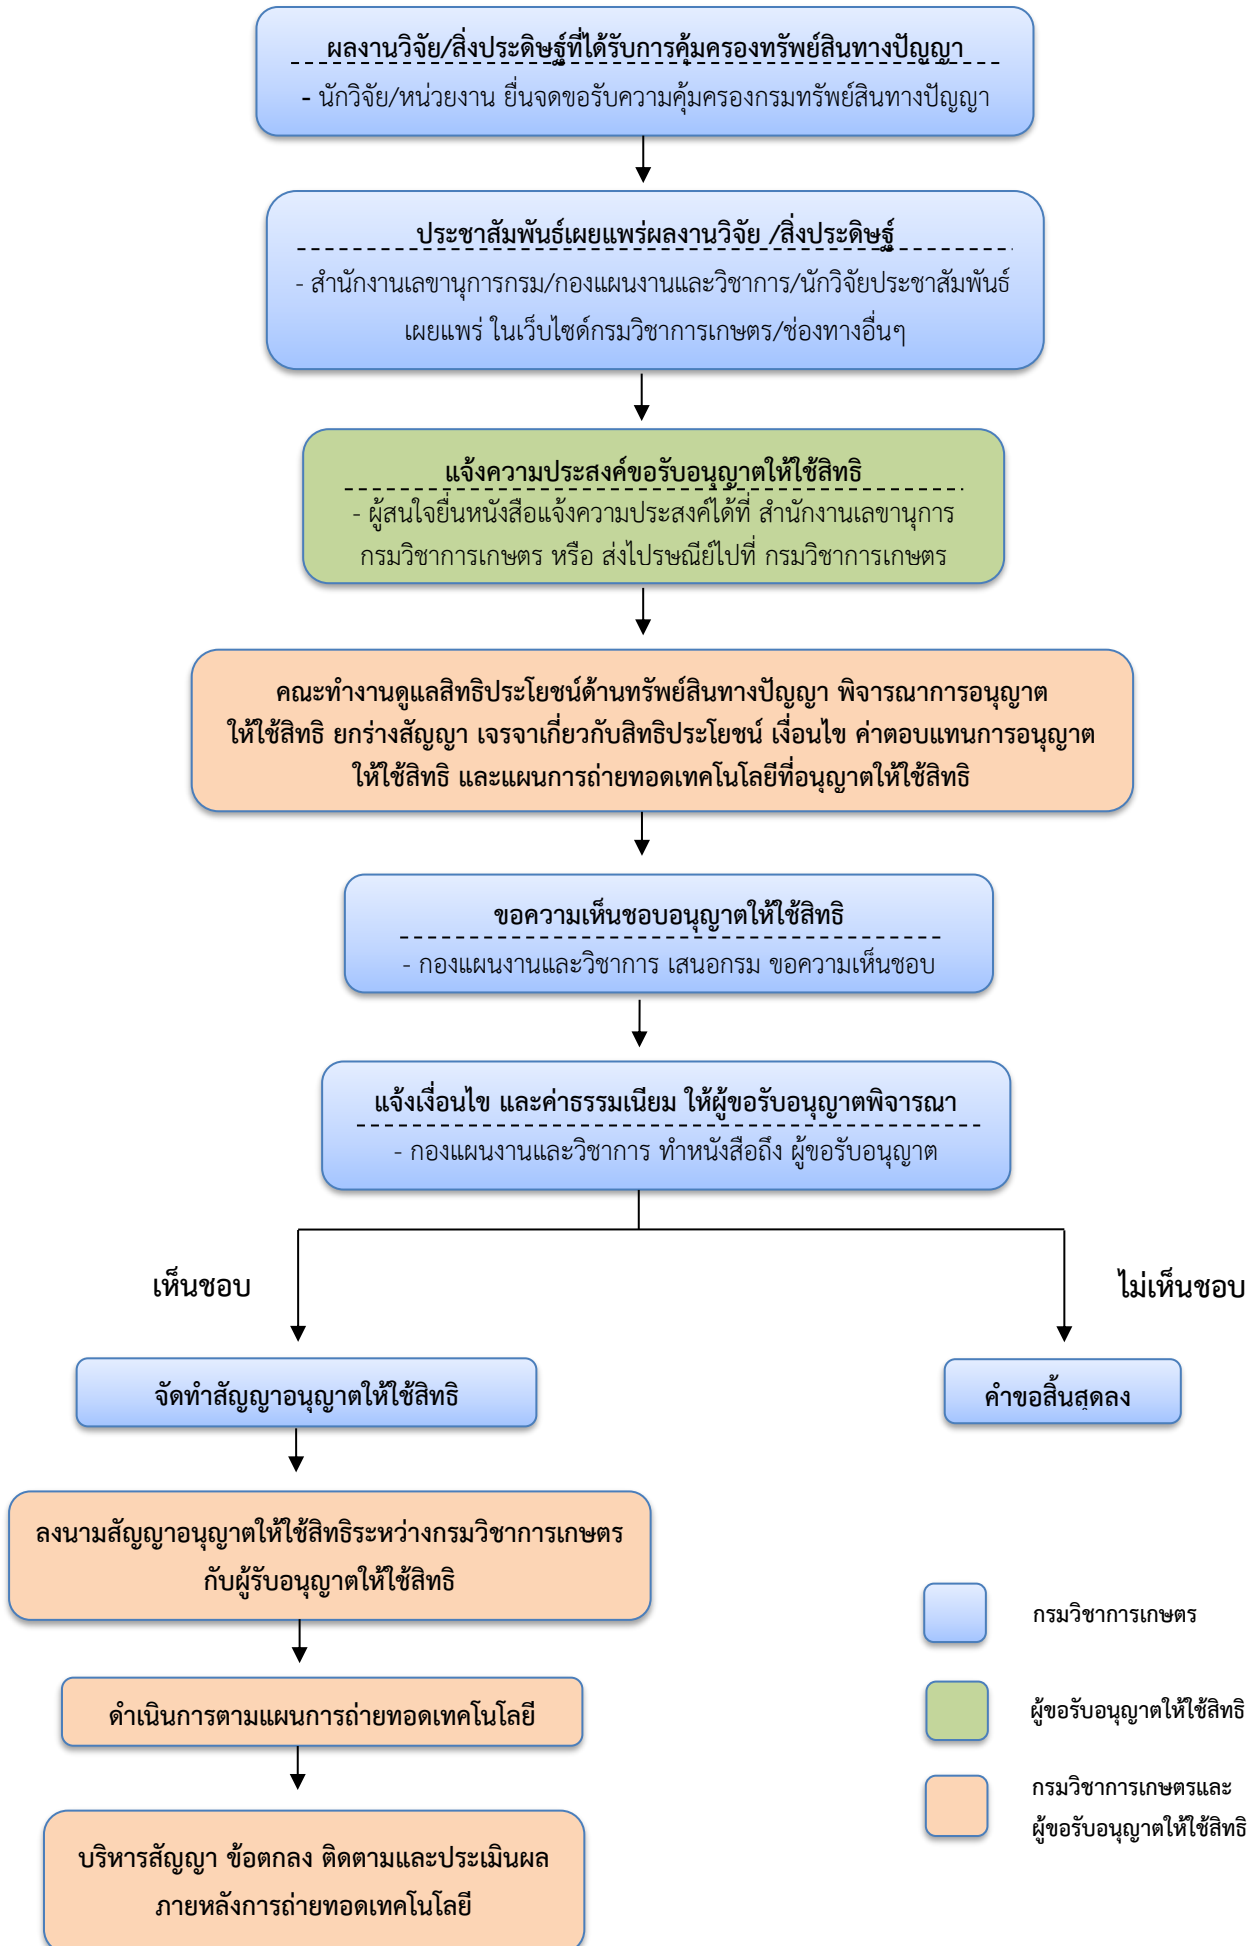 ผลงานวิจัย/สิ่งประดิษฐ์ที่ได้รับการคุ้มครองทรัพย์สินทางปัญญา
- นักวิจัย/หน่วยงาน ยื่นจดขอรับความคุ้มครองกรมทรัพย์สินทางปัญญา
ประชาสัมพันธ์เผยแพร่ผลงานวิจัย /สิ่งประดิษฐ์
- สำนักงานเลขานุการกรม/กองแผนงานและวิชาการ/นักวิจัยประชาสัมพันธ์
เผยแพร่ ในเว็บไซด์กรมวิชาการเกษตร/ช่องทางอื่นๆ
แจ้งความประสงค์ขอรับอนุญาตให้ใช้สิทธิ
- ผู้สนใจยื่นหนังสือแจ้งความประสงค์ได้ที่ สำนักงานเลขานุการ
กรมวิชาการเกษตร หรือ ส่งไปรษณีย์ไปที่ กรมวิชาการเกษตร
คณะทำงานดูแลสิทธิประโยชน์ด้านทรัพย์สินทางปัญญา พิจารณาการอนุญาต
ให้ใช้สิทธิ ยกร่างสัญญา เจรจาเกี่ยวกับสิทธิประโยชน์ เงื่อนไข ค่าตอบแทนการอนุญาต
ให้ใช้สิทธิ และแผนการถ่ายทอดเทคโนโลยีที่อนุญาตให้ใช้สิทธิ
ขอความเห็นชอบอนุญาตให้ใช้สิทธิ
- กองแผนงานและวิชาการ เสนอกรม ขอความเห็นชอบ
แจ้งเงื่อนไข และค่าธรรมเนียม ให้ผู้ขอรับอนุญาตพิจารณา
- กองแผนงานและวิชาการ ทำหนังสือถึง ผู้ขอรับอนุญาต
เห็นชอบ
ไม่เห็นชอบ
จัดทำสัญญาอนุญาตให้ใช้สิทธิ
คำขอสิ้นสุดลง
ลงนามสัญญาอนุญาตให้ใช้สิทธิระหว่างกรมวิชาการเกษตร
กับผู้รับอนุญาตให้ใช้สิทธิ
ดำเนินการตามแผนการถ่ายทอดเทคโนโลยี
บริหารสัญญา ข้อตกลง ติดตามและประเมินผล
ภายหลังการถ่ายทอดเทคโนโลยี
กรมวิชาการเกษตร
ผู้ขอรับอนุญาตให้ใช้สิทธิ
กรมวิชาการเกษตรและ
ผู้ขอรับอนุญาตให้ใช้สิทธิ